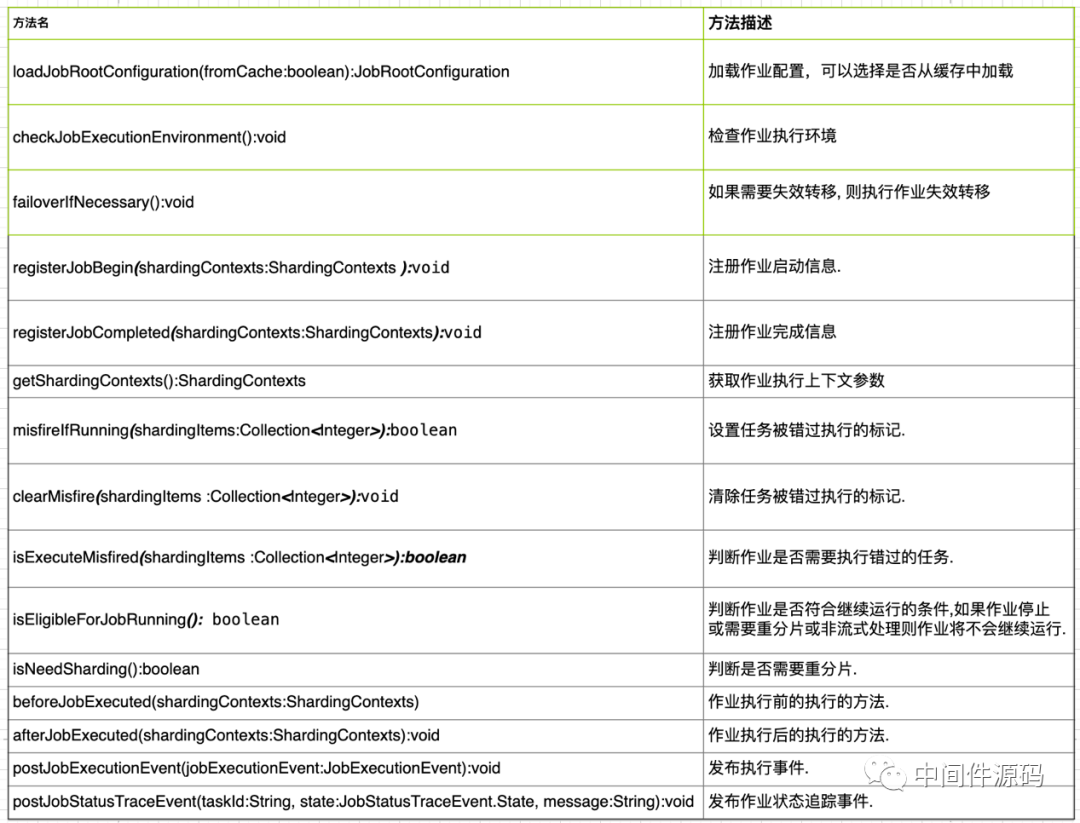 方法名 方法描述
loadJobRootConfiguration(fromCache:boolean):JobRootConfiguration 加载作业配置，可以选择是否从缓存中加载
checkJobExecutionEnvironment():void 检查作业执行环境
failoverIfNecessary():void 如果需要失效转移, 则执行作业失效转移
registerJobBegin(shardingContexts:ShardingContexts ):void 注册作业启动信息.
registerJobCompleted(shardingContexts:ShardingContexts):void 注册作业完成信息
getShardingContexts():ShardingContexts 获取作业执行上下文参数
misfireIfRunning(shardingItems:Collection<Integer>):boolean 设置任务被错过执行的标记.
clearMisfire(shardingItems :Collection<Integer>):void 清除任务被错过执行的标记.
isExecuteMisfired(shardingItems :Collection<Integer>):boolean 判断作业是否需要执行错过的任务.
isEligibleForJobRunning(): boolean 判断作业是否符合继续运行的条件,如果作业停止
或需要重分片或非流式处理则作业将不会继续运行.
isNeedSharding():boolean 判断是否需要重分片.
beforeJobExecuted(shardingContexts:ShardingContexts) 作业执行前的执行的方法.
afterJobExecuted(shardingContexts:ShardingContexts):void 作业执行后的执行的方法.
postJobExecutionEvent(jobExecutionEvent:JobExecutionEvent):void 发布执行事件.
中间件源码
postJobStatusTraceEvent(taskId:String, state:JobStatusTraceEvent.State, message:String):void 发布作业状态追踪事件.